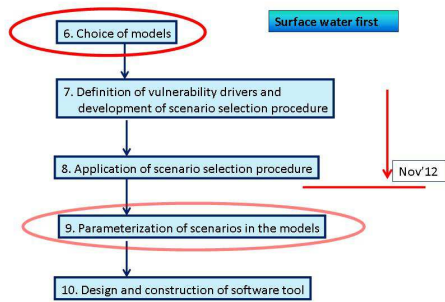 Surface water first
6. Choice of models
7. Definition of vulnerability drivers and
development of scenario selection procedure
8. Application of scenario selection procedure
Nov'12
9. Parameterization of scenarios in the models
10. Design and construction of software tool